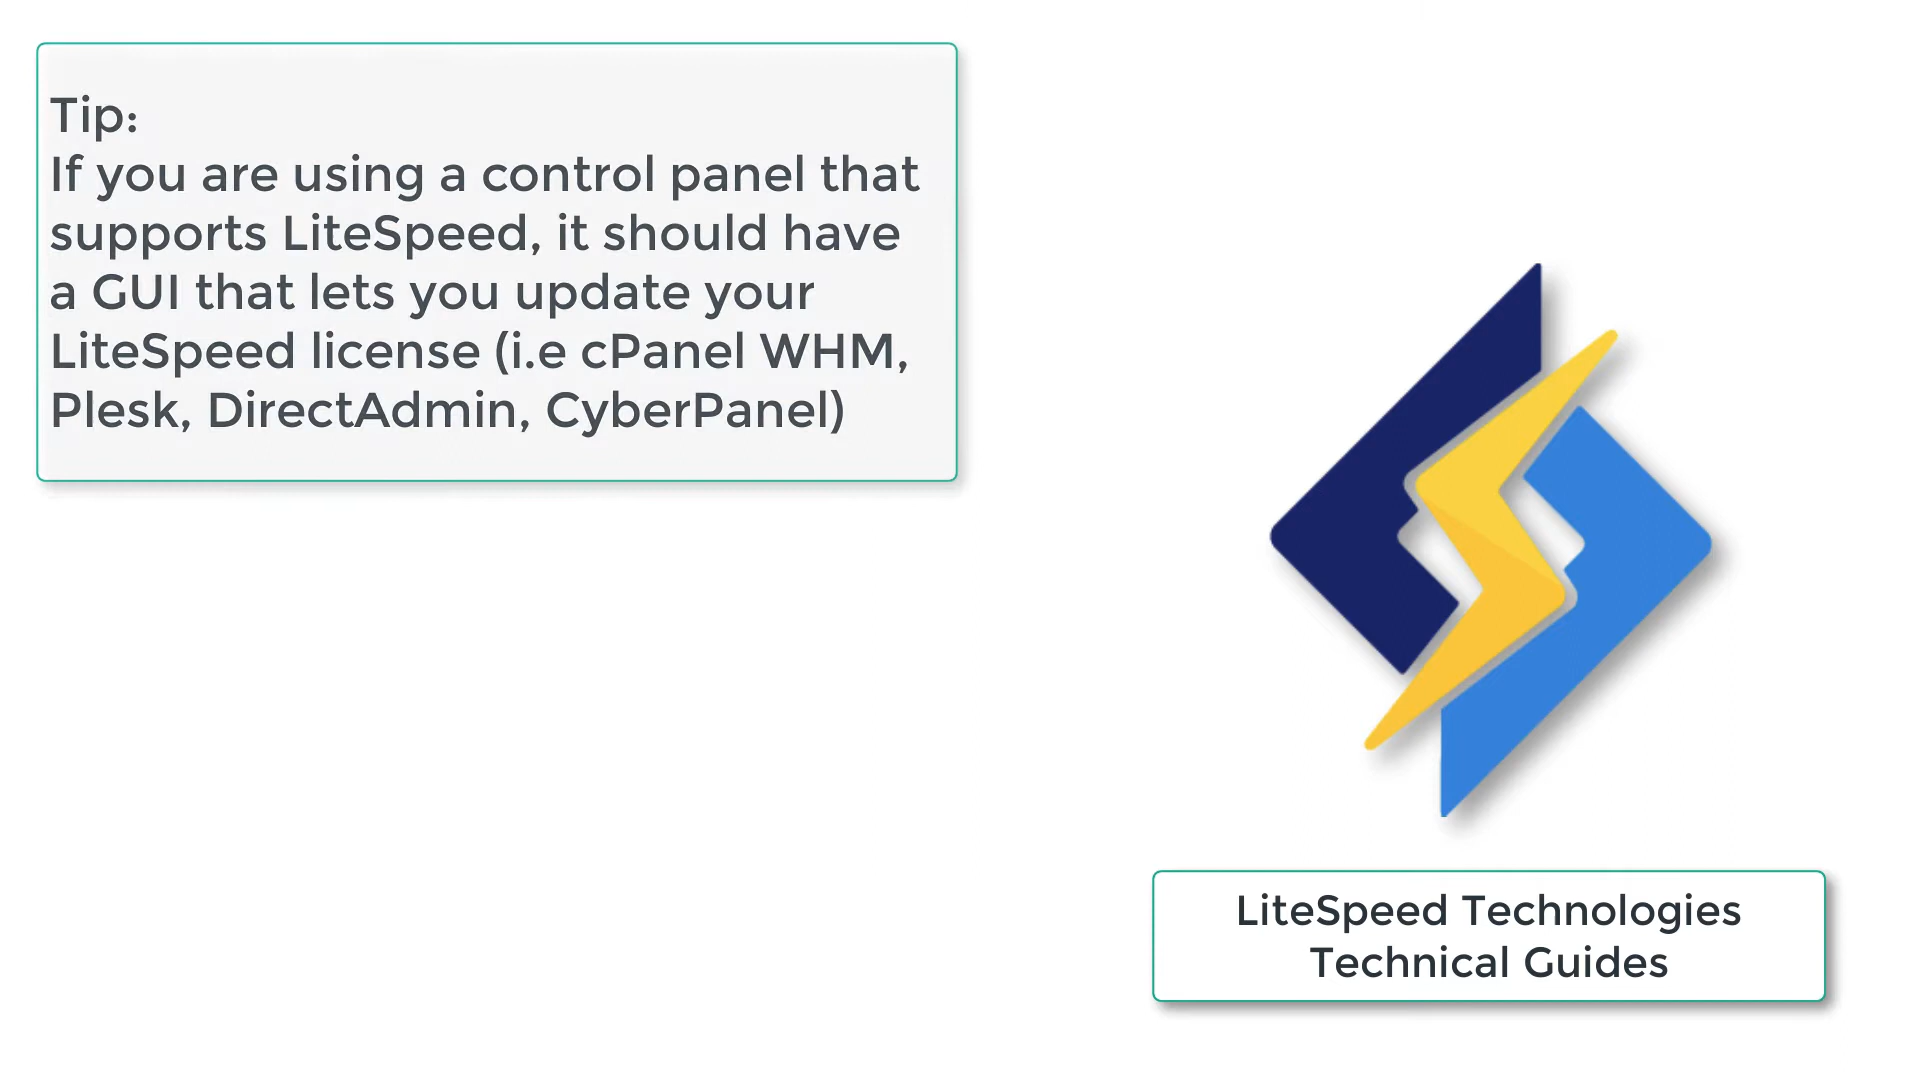 Tip:
If you are using a control panel that
supports LiteSpeed, it should have
a GUI that lets you update your
LiteSpeed license (i.e cPanel WHM,
Plesk, DirectAdmin, CyberPanel)
LiteSpeed Technologies
Technical Guides